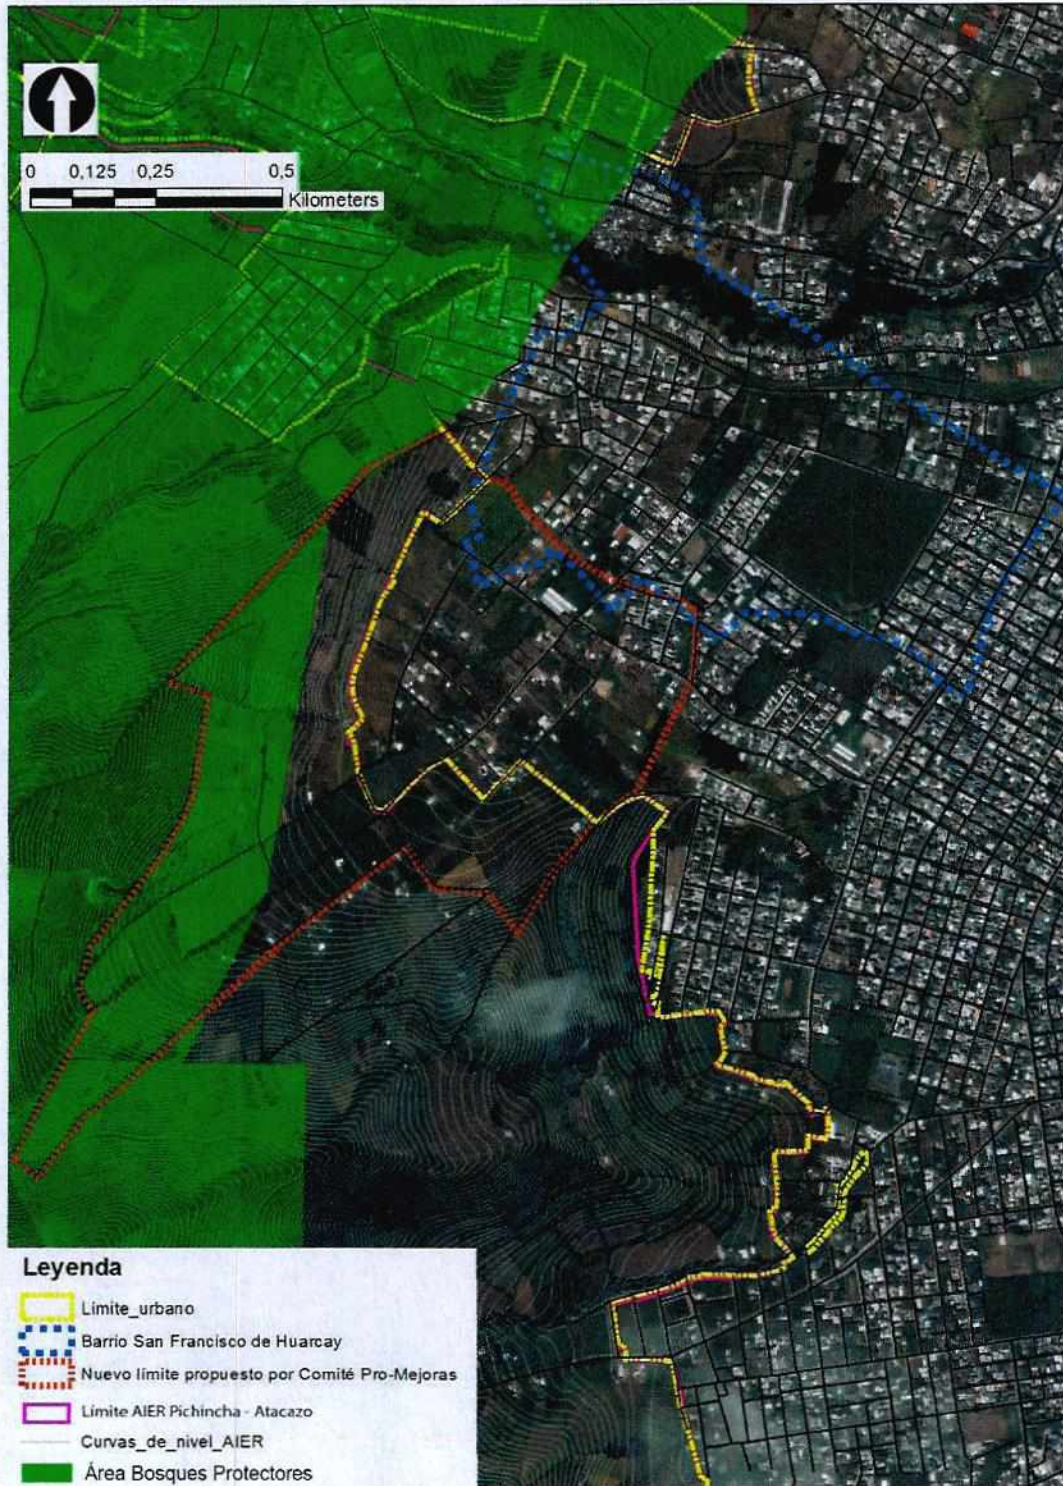 0 0,125 0,25 0,5
Kilometers
Leyenda
Límite_urbano
Barrio San Francisco de Huarcay
Nuevo límite propuesto por Comité Pro-Mejoras
Límite AIER Pichincha - Atacazo
Curvas_de_nivel_AIER
Área Bosques Protectores